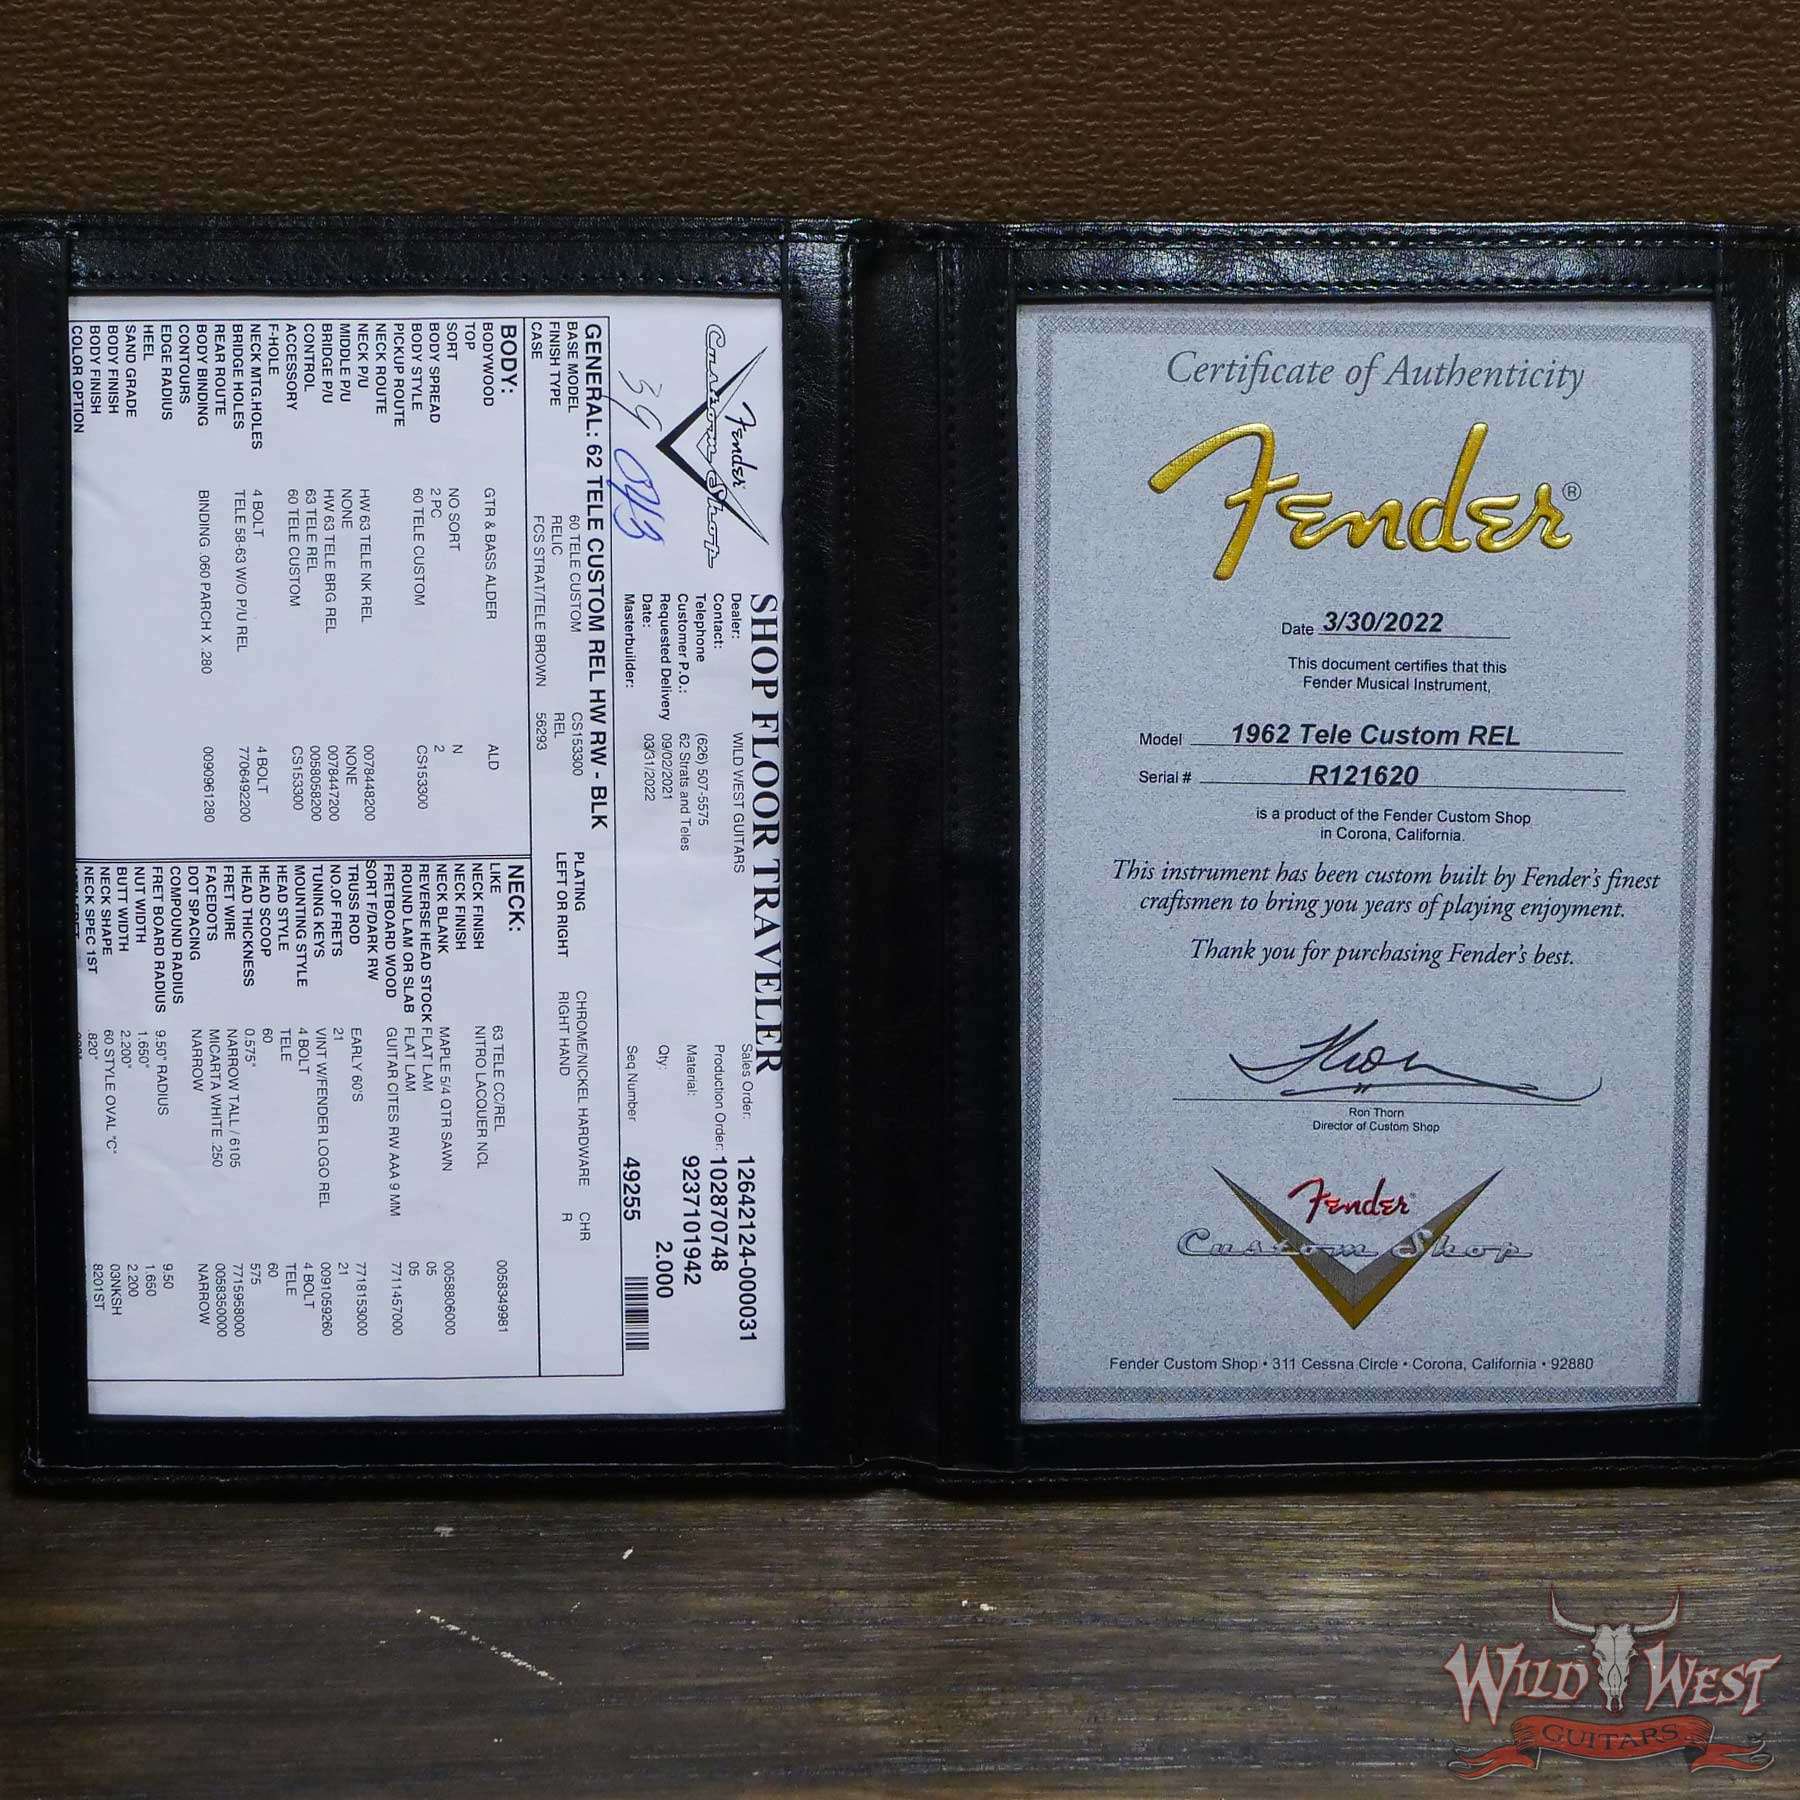 Fender
Custom Shop
SHOP FLOOR TRAVELER
Dealer: WILD WEST GUITARS
Contact:
Telephone (626) 507-5575
Customer P.O.: 62 Strats and Teles
Requested Delivery 09/02/2021
Date: 03/31/2022
Masterbuilder:
Sales Order: 12642124-000031
Production Order: 102870748
Material: 9237101942
Qty: 2.000
Seq Number 49255
GENERAL: 62 TELE CUSTOM REL HW RW - BLK
BASE MODEL 60 TELE CUSTOM CS153300 PLATING CHROME/NICKEL HARDWARE CHR
FINISH TYPE RELIC REL LEFT OR RIGHT RIGHT HAND R
CASE FCS STRAT/TELE BROWN 56293
BODY:
BODYWOOD GTR & BASS ALDER ALD
TOP
SORT NO SORT N
BODY SPREAD 2 PC 2
BODY STYLE 60 TELE CUSTOM CS153300
PICKUP ROUTE
NECK ROUTE
NECK P/U HW 63 TELE NK REL 0078448200
MIDDLE P/U NONE NONE
BRIDGE P/U HW 63 TELE BRG REL 0078447200
CONTROL 63 TELE REL 0058058200
ACCESSORY 60 TELE CUSTOM CS153300
F-HOLE
NECK MTG.HOLES 4 BOLT 4 BOLT
BRIDGE HOLES TELE 58-63 W/O P/U REL 7706492200
REAR ROUTE
BODY BINDING BINDING .060 PARCH X .280 0090961280
CONTOURS
EDGE RADIUS
HEEL
SAND GRADE
BODY FINISH
BODY FINISH
COLOR OPTION
NECK:
LIKE 63 TELE CC/REL 0058349981
NECK FINISH NITRO LACQUER NCL
NECK FINISH
NECK BLANK MAPLE 5/4 QTR SAWN 0058806000
REVERSE HEAD STOCK FLAT LAM 05
ROUND LAM OR SLAB FLAT LAM 05
FRETBOARD WOOD GUITAR CITES RW AAA 9 MM 7711457000
SORT F/DARK RW
TRUSS ROD EARLY 60'S 7718153000
NO.OF FRETS 21 21
TUNING KEYS VINT W/FENDER LOGO REL 0091059260
MOUNTING STYLE 4 BOLT 4 BOLT
HEAD STYLE TELE TELE
HEAD SCOOP 60 60
HEAD THICKNESS 0.575" 575
FRET WIRE NARROW TALL / 6105 7715958000
FACEDOTS MICARTA WHITE .250 0058350000
DOT SPACING NARROW NARROW
COMPOUND RADIUS
FRET BOARD RADIUS 9.50" RADIUS 9.50
NUT WIDTH 1.650" 1.650
BUTT WIDTH 2.200" 2.200
NECK SHAPE 60 STYLE OVAL "C" 03NKSH
NECK SPEC 1ST .820" 8201ST
Certificate of Authenticity
Fender®
Date 3/30/2022
This document certifies that this
Fender Musical Instrument,
Model 1962 Tele Custom REL
Serial # R121620
is a product of the Fender Custom Shop
in Corona, California.
This instrument has been custom built by Fender's finest
craftsmen to bring you years of playing enjoyment.
Thank you for purchasing Fender's best.
Ron Thorn
Director of Custom Shop
Fender
Custom Shop
Fender Custom Shop • 311 Cessna Circle • Corona, California • 92880
WILD WEST
GUITARS